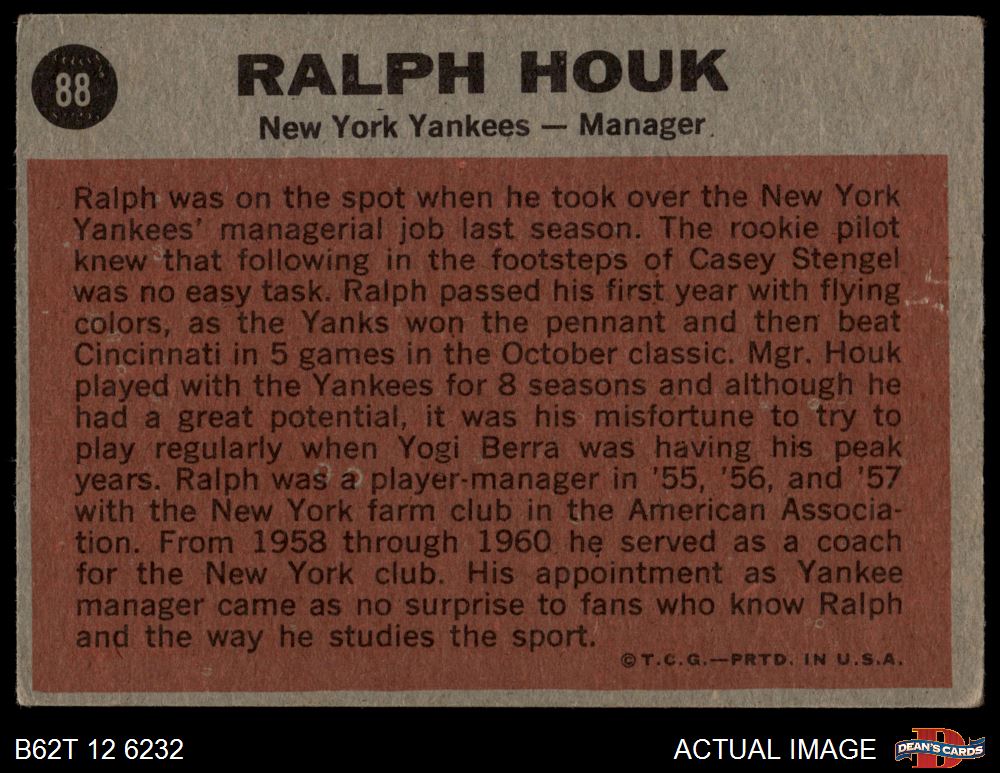 88
RALPH HOUK
New York Yankees — Manager
Ralph was on the spot when he took over the New York
Yankees' managerial job last season. The rookie pilot
knew that following in the footsteps of Casey Stengel
was no easy task. Ralph passed his first year with flying
colors, as the Yanks won the pennant and then beat
Cincinnati in 5 games in the October classic. Mgr. Houk
played with the Yankees for 8 seasons and although he
had a great potential, it was his misfortune to try to
play regularly when Yogi Berra was having his peak
years. Ralph was a player-manager in '55, '56, and '57
with the New York farm club in the American Associa-
tion. From 1958 through 1960 he served as a coach
for the New York club. His appointment as Yankee
manager came as no surprise to fans who know Ralph
and the way he studies the sport.
©T.C.G.—PRTD. IN U.S.A.
B62T 12 6232
ACTUAL IMAGE
D
DEAN'S CARDS